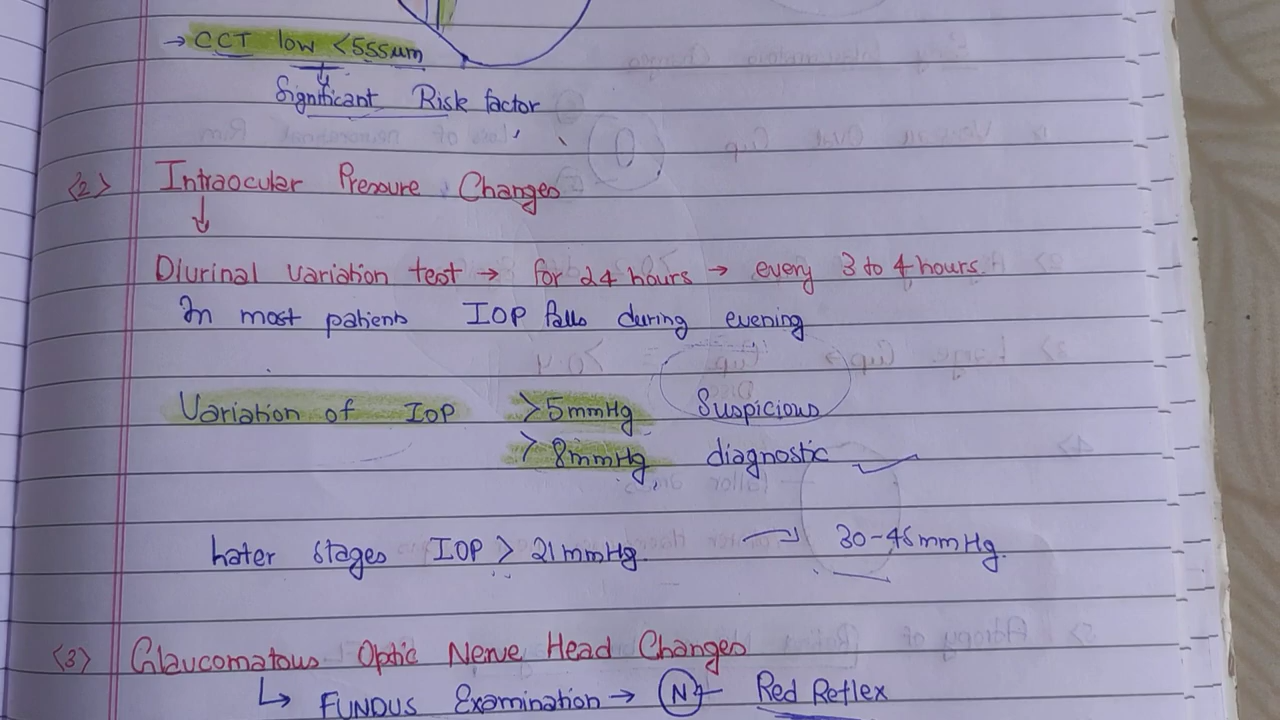 → CCT low <555um
↓
Significant Risk factor
<2> Intraocular Pressure Changes
↓
Diurinal variation test → for 24 hours → every 3 to 4 hours.
In most patients IOP falls during evening
Variation of IOP >5mmHg Suspicious
> 8mmHg diagnostic
Later stages IOP > 21mmHg → 30-45mmHg.
<3> Glaucomatous Optic Nerve Head Changes
↳ FUNDUS Examination → N Red Reflex